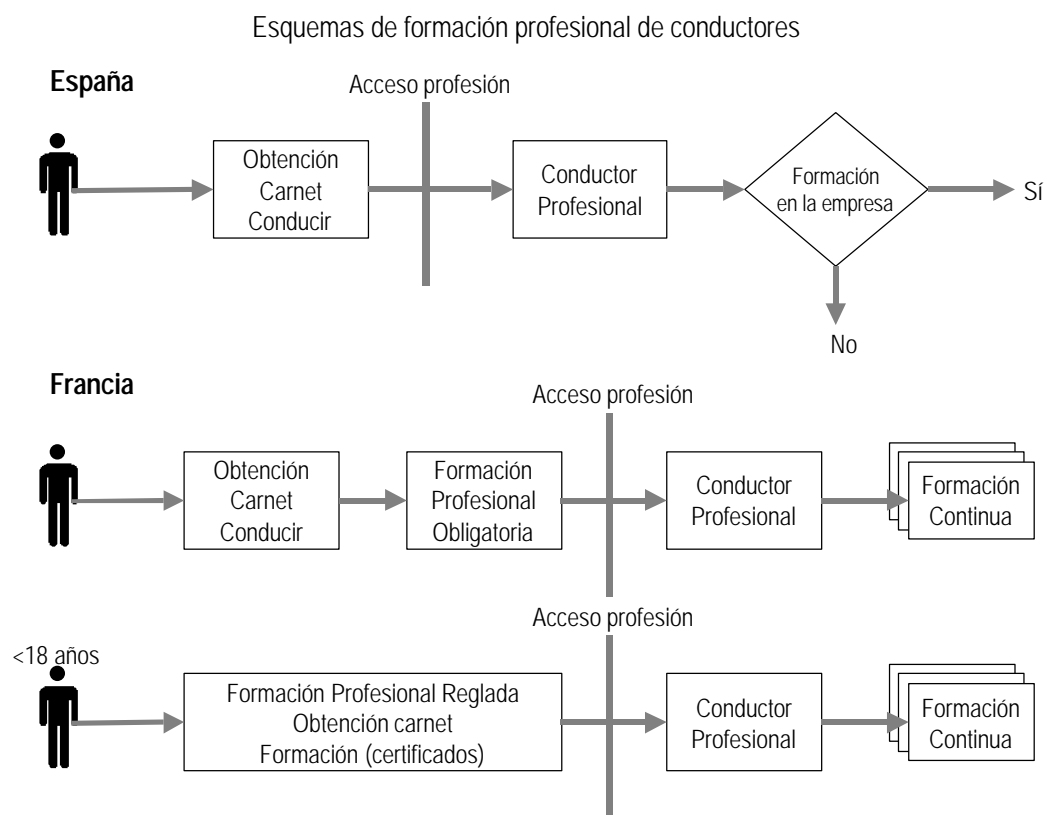 Esquemas de formación profesional de conductores
España
Acceso profesión
Obtención
Carnet
Conducir
Conductor
Profesional
Formación
en la empresa
Sí
No
Francia
Acceso profesión
Obtención
Carnet
Conducir
Formación
Profesional
Obligatoria
Conductor
Profesional
Formación
Continua
Acceso profesión
<18 años
Formación Profesional Reglada
Obtención carnet
Formación (certificados)
Conductor
Profesional
Formación
Continua